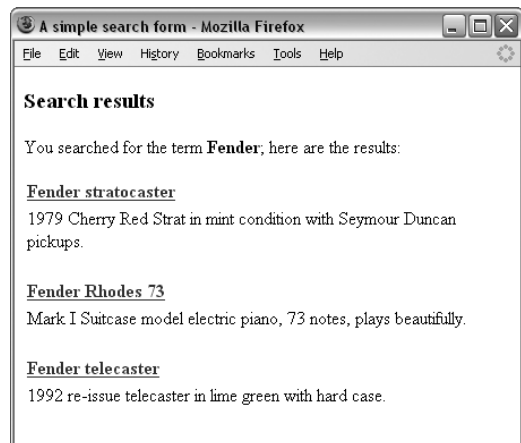 A simple search form - Mozilla Firefox
File Edit View History Bookmarks Tools Help
Search results
You searched for the term Fender; here are the results:
Fender stratocaster
1979 Cherry Red Strat in mint condition with Seymour Duncan
pickups.
Fender Rhodes 73
Mark I Suitcase model electric piano, 73 notes, plays beautifully.
Fender telecaster
1992 re-issue telecaster in lime green with hard case.